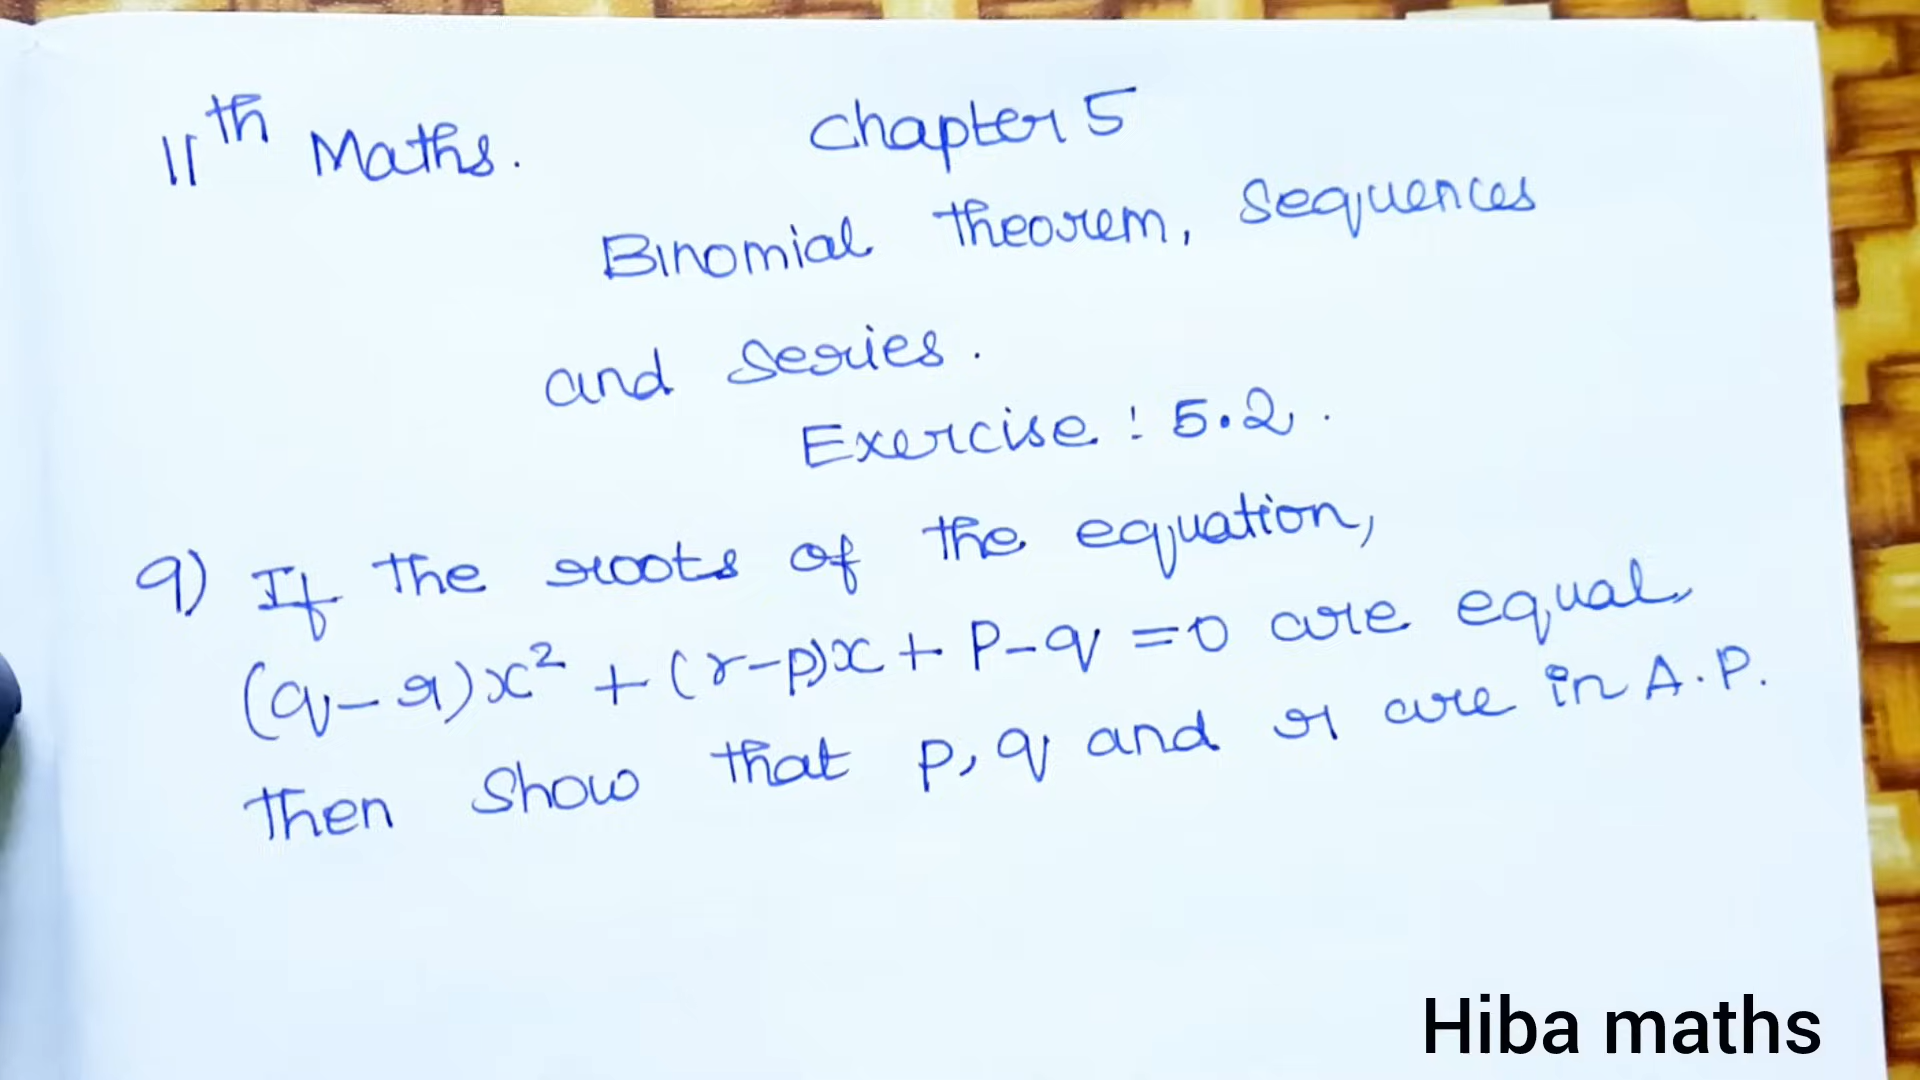 11th Maths. Chapter 5
Binomial theorem, sequences
and series.
Exercise : 5.2.
9) If the roots of the equation,
(q-r)x² + (r-p)x + p-q = 0 are equal
then show that p, q and r are in A.P.
Hiba maths